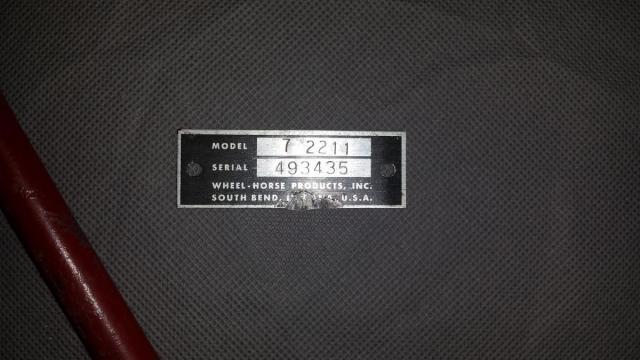 MODEL 7 2211
SERIAL 493435
WHEEL-HORSE PRODUCTS, INC.
SOUTH BEND, U.S.A.